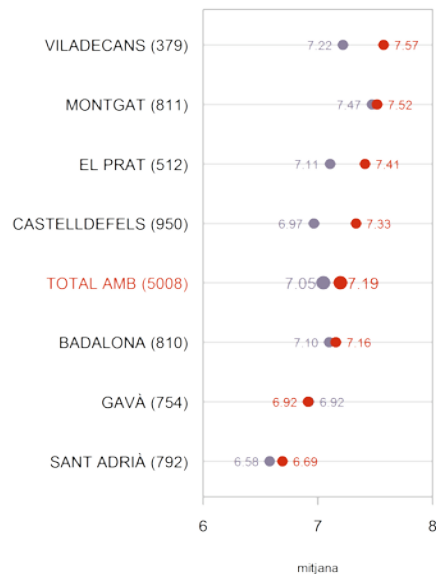 VILADECANS (379) 7.22 7.57
MONTGAT (811) 7.47 7.52
EL PRAT (512) 7.11 7.41
CASTELLDEFELS (950) 6.97 7.33
TOTAL AMB (5008) 7.05 7.19
BADALONA (810) 7.10 7.16
GAVÀ (754) 6.92 6.92
SANT ADRIÀ (792) 6.58 6.69
6 7 8
mitjana